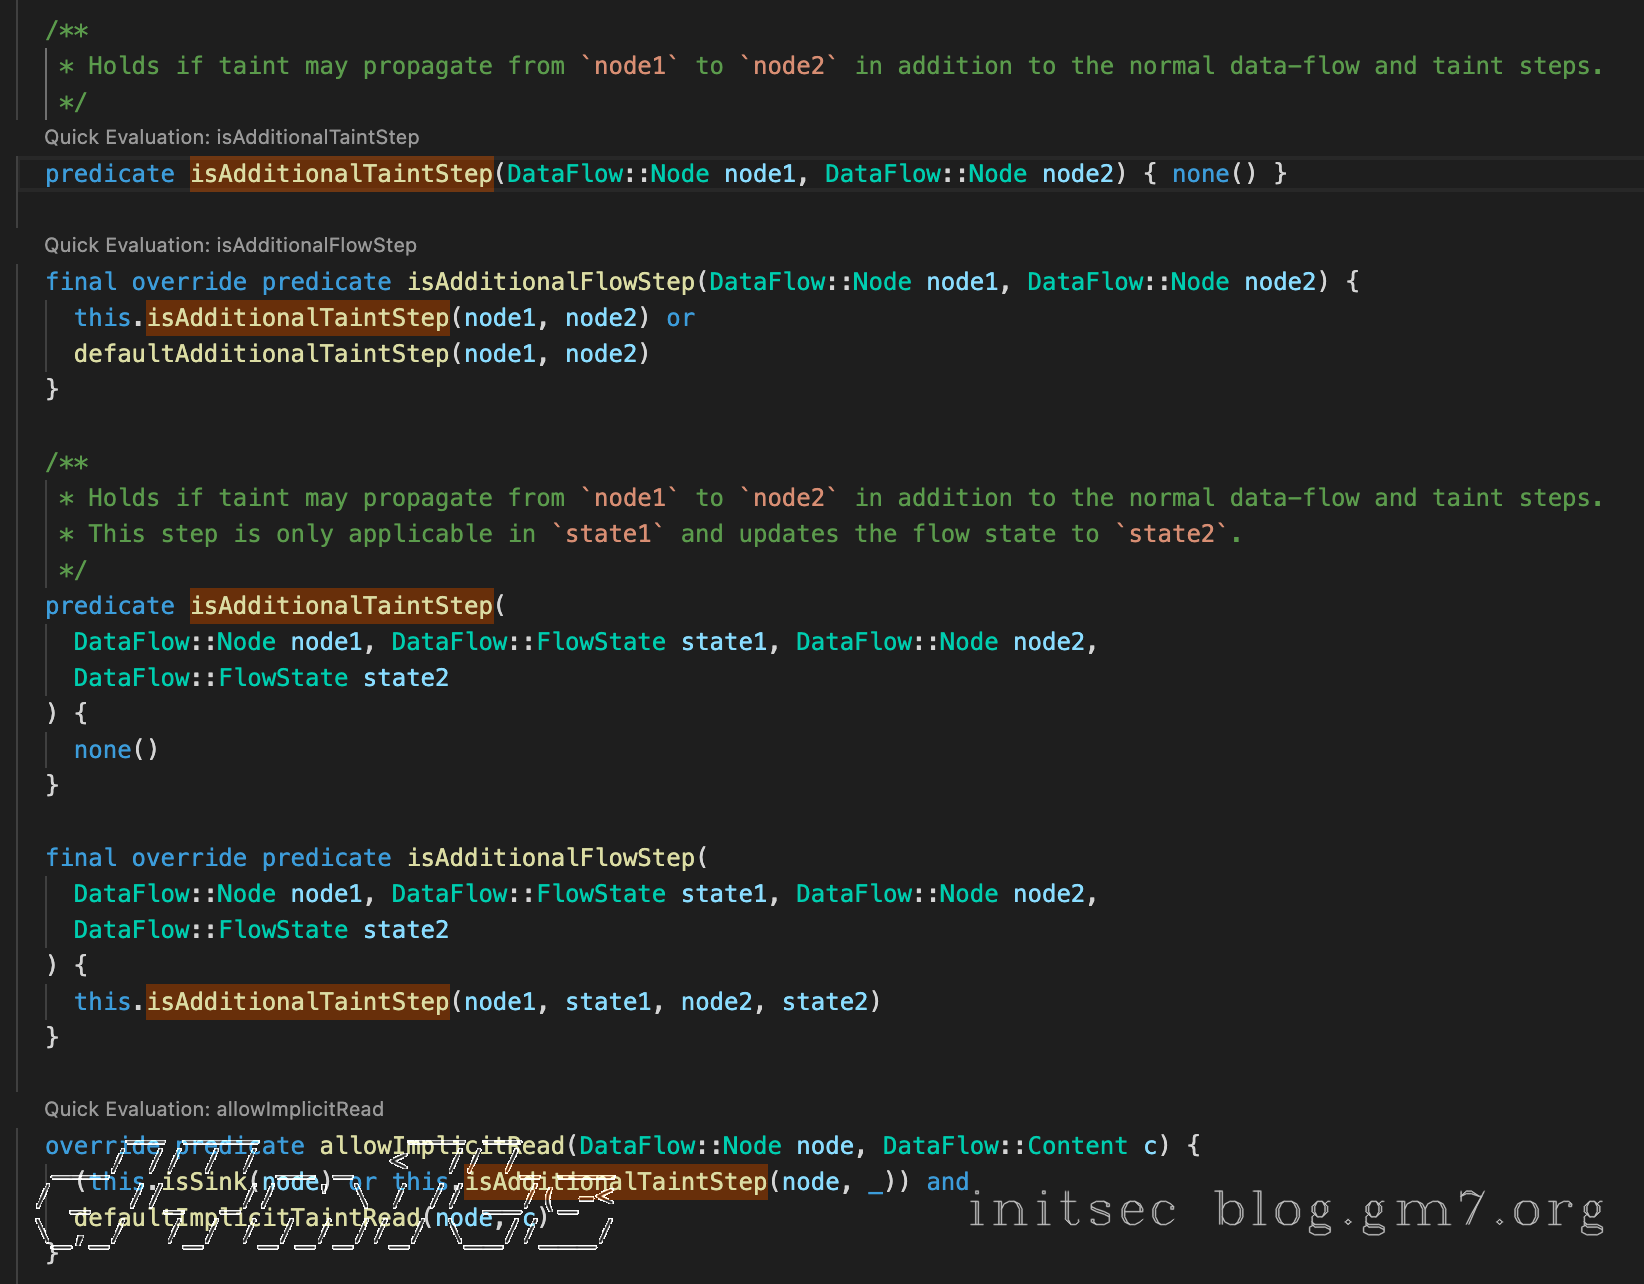 /**
 * Holds if taint may propagate from `node1` to `node2` in addition to the normal data-flow and taint steps.
 */
Quick Evaluation: isAdditionalTaintStep
predicate isAdditionalTaintStep(DataFlow::Node node1, DataFlow::Node node2) { none() }
Quick Evaluation: isAdditionalFlowStep
final override predicate isAdditionalFlowStep(DataFlow::Node node1, DataFlow::Node node2) {
  this.isAdditionalTaintStep(node1, node2) or
  defaultAdditionalTaintStep(node1, node2)
}
/**
 * Holds if taint may propagate from `node1` to `node2` in addition to the normal data-flow and taint steps.
 * This step is only applicable in `state1` and updates the flow state to `state2`.
 */
predicate isAdditionalTaintStep(
  DataFlow::Node node1, DataFlow::FlowState state1, DataFlow::Node node2,
  DataFlow::FlowState state2
) {
  none()
}
final override predicate isAdditionalFlowStep(
  DataFlow::Node node1, DataFlow::FlowState state1, DataFlow::Node node2,
  DataFlow::FlowState state2
) {
  this.isAdditionalTaintStep(node1, state1, node2, state2)
}
Quick Evaluation: allowImplicitRead
override predicate allowImplicitRead(DataFlow::Node node, DataFlow::Content c) {
  (this.isSink(node) or this.isAdditionalTaintStep(node, _)) and
  defaultImplicitTaintRead(node, c)
}
initsec blog.gm7.org